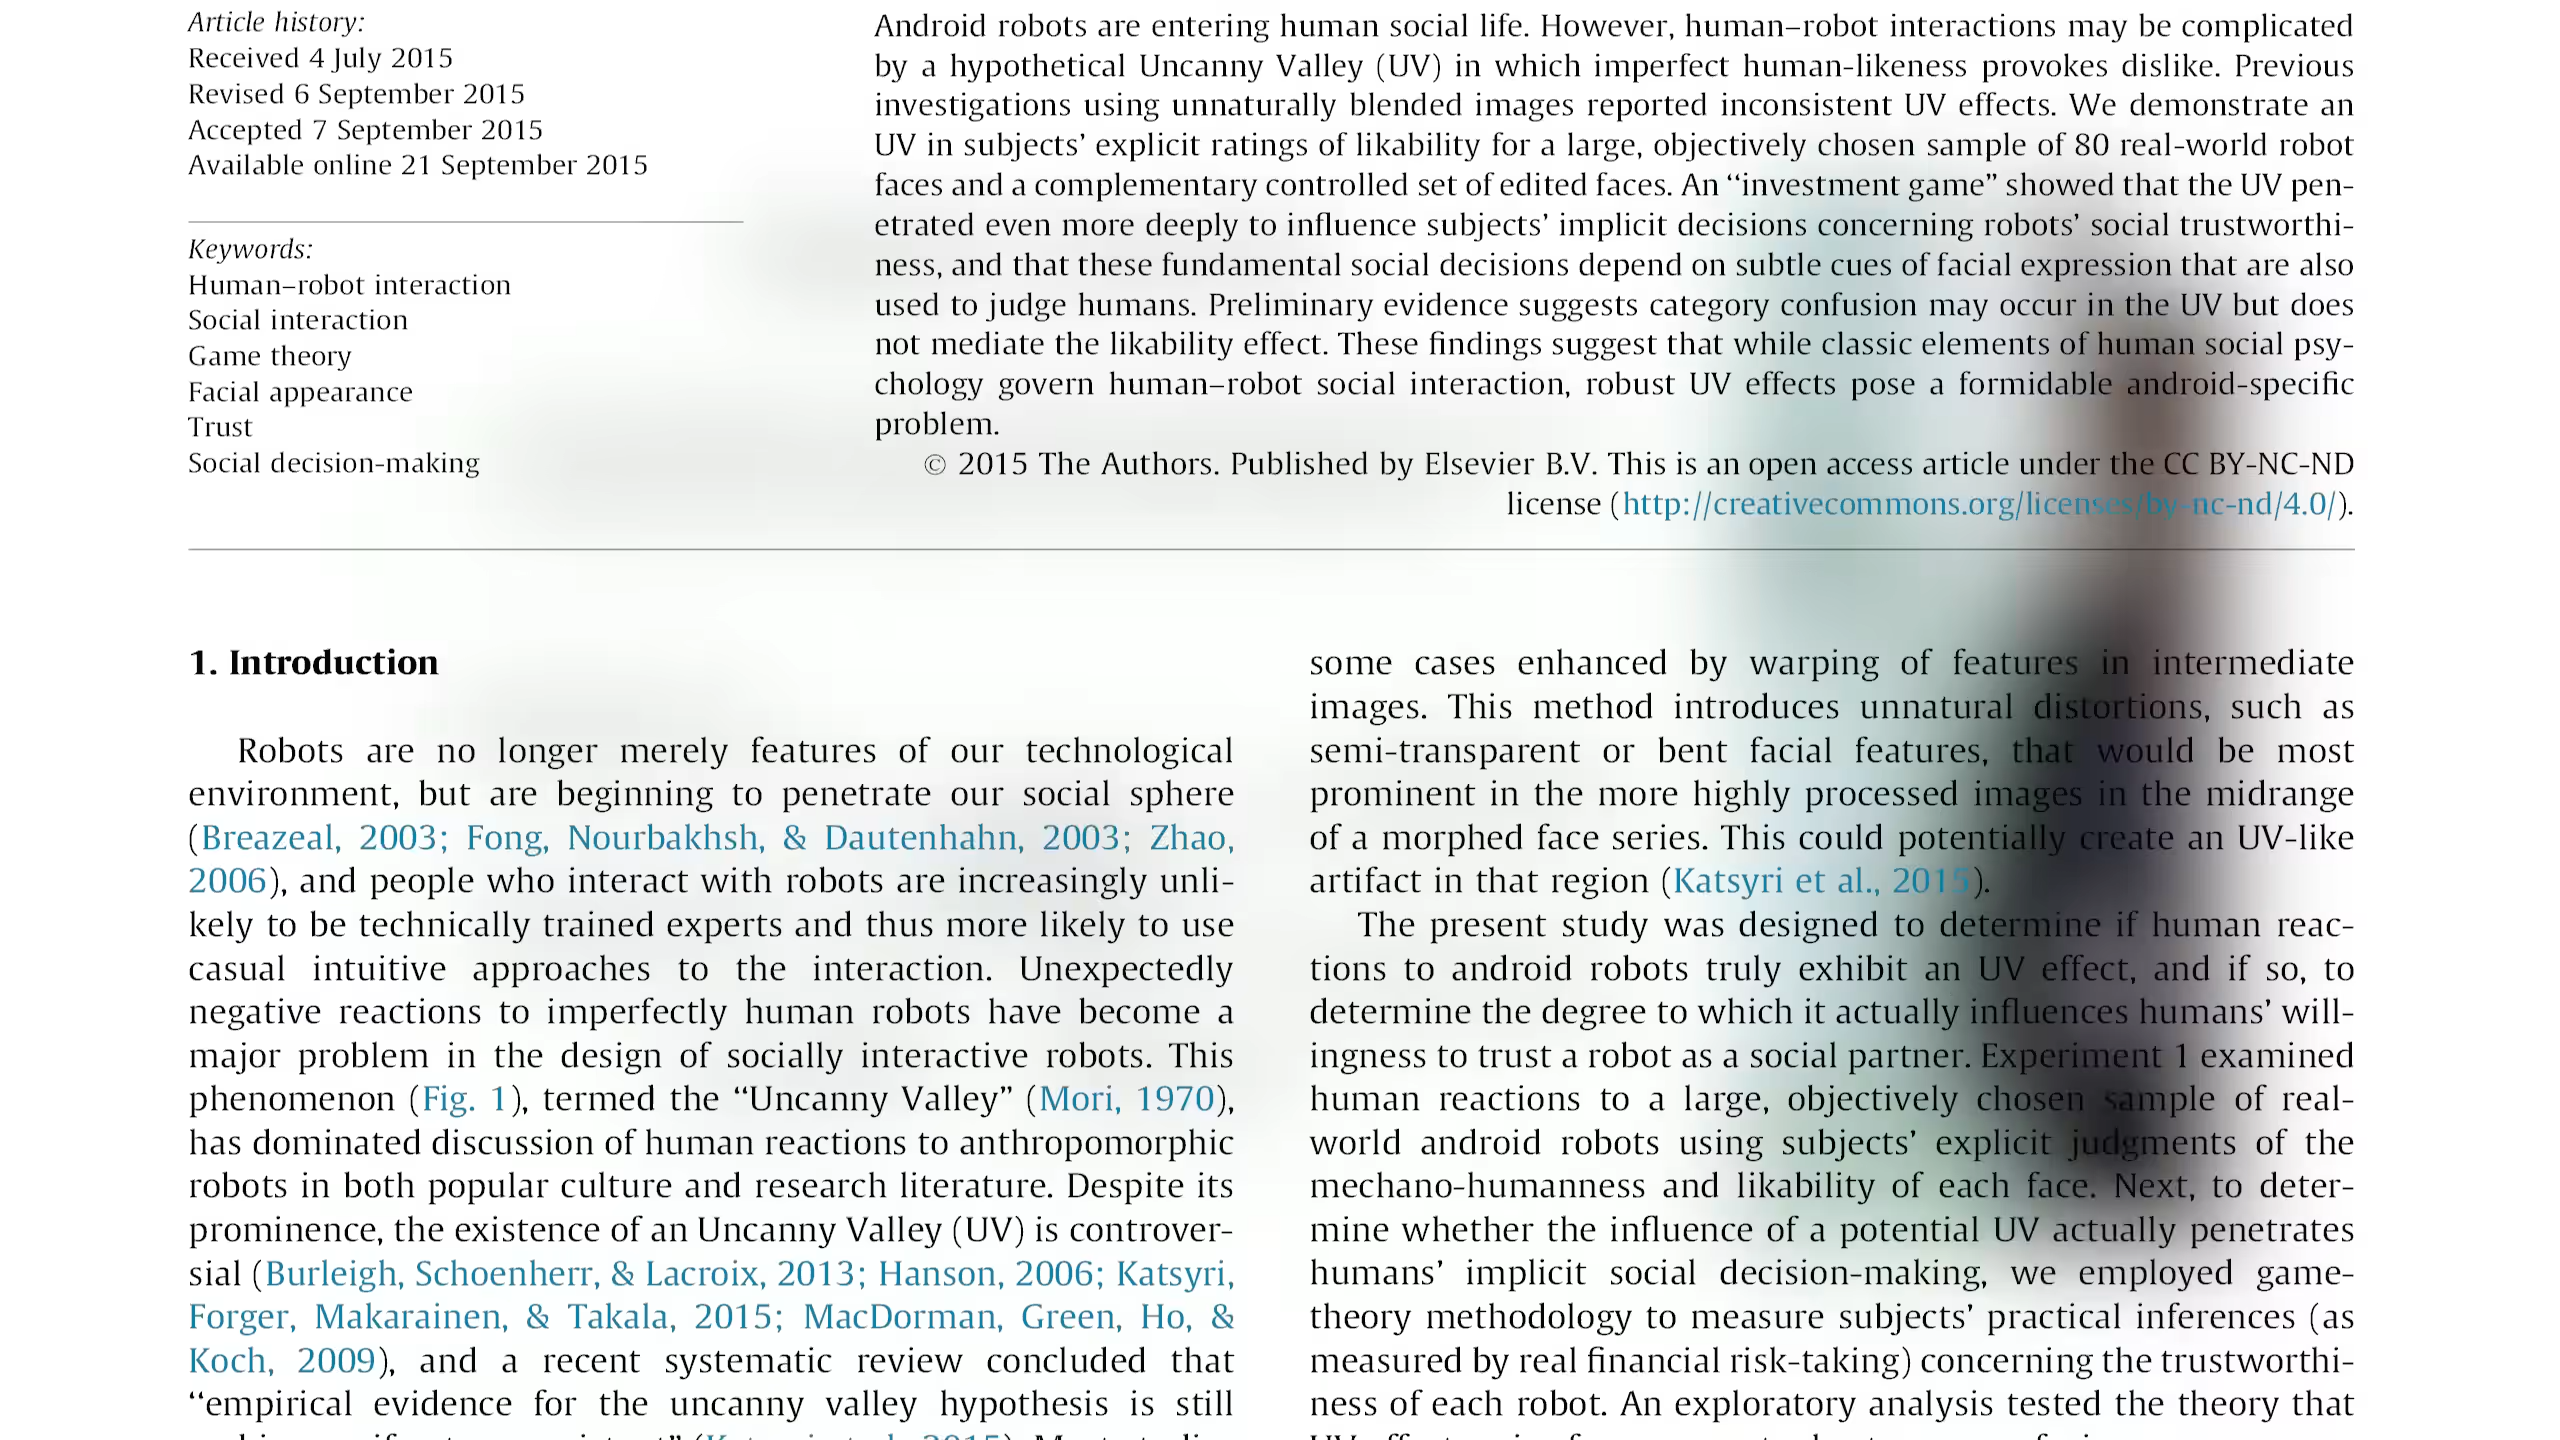 Article history:
Received 4 July 2015
Revised 6 September 2015
Accepted 7 September 2015
Available online 21 September 2015
Keywords:
Human–robot interaction
Social interaction
Game theory
Facial appearance
Trust
Social decision-making
Android robots are entering human social life. However, human–robot interactions may be complicated
by a hypothetical Uncanny Valley (UV) in which imperfect human-likeness provokes dislike. Previous
investigations using unnaturally blended images reported inconsistent UV effects. We demonstrate an
UV in subjects’ explicit ratings of likability for a large, objectively chosen sample of 80 real-world robot
faces and a complementary controlled set of edited faces. An “investment game” showed that the UV pen-
etrated even more deeply to influence subjects’ implicit decisions concerning robots’ social trustworthi-
ness, and that these fundamental social decisions depend on subtle cues of facial expression that are also
used to judge humans. Preliminary evidence suggests category confusion may occur in the UV but does
not mediate the likability effect. These findings suggest that while classic elements of human social psy-
chology govern human–robot social interaction, robust UV effects pose a formidable android-specific
problem.
© 2015 The Authors. Published by Elsevier B.V. This is an open access article under the CC BY-NC-ND
license (http://creativecommons.org/licenses/by-nc-nd/4.0/).
1. Introduction
Robots are no longer merely features of our technological
environment, but are beginning to penetrate our social sphere
(Breazeal, 2003; Fong, Nourbakhsh, & Dautenhahn, 2003; Zhao,
2006), and people who interact with robots are increasingly unli-
kely to be technically trained experts and thus more likely to use
casual intuitive approaches to the interaction. Unexpectedly
negative reactions to imperfectly human robots have become a
major problem in the design of socially interactive robots. This
phenomenon (Fig. 1), termed the “Uncanny Valley” (Mori, 1970),
has dominated discussion of human reactions to anthropomorphic
robots in both popular culture and research literature. Despite its
prominence, the existence of an Uncanny Valley (UV) is controver-
sial (Burleigh, Schoenherr, & Lacroix, 2013; Hanson, 2006; Katsyri,
Forger, Makarainen, & Takala, 2015; MacDorman, Green, Ho, &
Koch, 2009), and a recent systematic review concluded that
“empirical evidence for the uncanny valley hypothesis is still
some cases enhanced by warping of features in intermediate
images. This method introduces unnatural distortions, such as
semi-transparent or bent facial features, that would be most
prominent in the more highly processed images in the midrange
of a morphed face series. This could potentially create an UV-like
artifact in that region (Katsyri et al., 2015).
The present study was designed to determine if human reac-
tions to android robots truly exhibit an UV effect, and if so, to
determine the degree to which it actually influences humans’ will-
ingness to trust a robot as a social partner. Experiment 1 examined
human reactions to a large, objectively chosen sample of real-
world android robots using subjects’ explicit judgments of the
mechano-humanness and likability of each face. Next, to deter-
mine whether the influence of a potential UV actually penetrates
humans’ implicit social decision-making, we employed game-
theory methodology to measure subjects’ practical inferences (as
measured by real financial risk-taking) concerning the trustworthi-
ness of each robot. An exploratory analysis tested the theory that